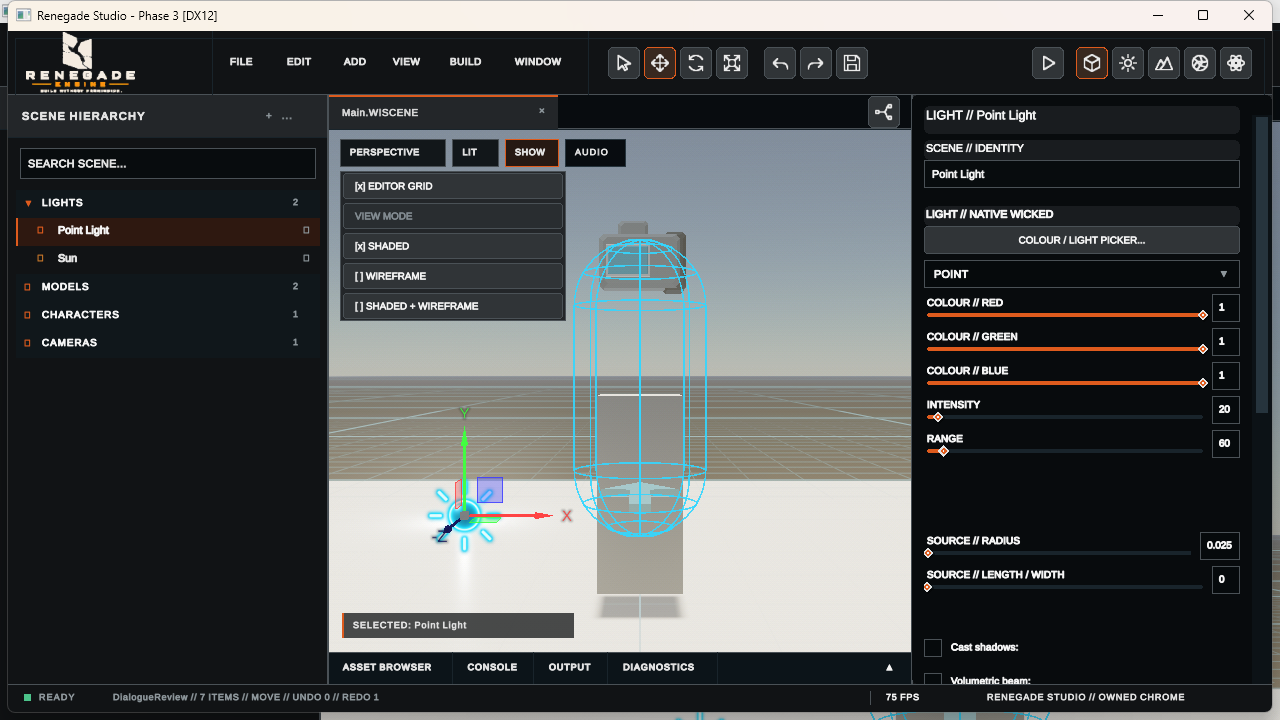 Renegade Studio - Phase 3 [DX12]
RENEGADE
ENGINE
BUILD WITHOUT PERMISSION.
FILE EDIT ADD VIEW BUILD WINDOW
SCENE HIERARCHY + ...
SEARCH SCENE...
LIGHTS 2
Point Light
Sun
MODELS 2
CHARACTERS 1
CAMERAS 1
Main.WISCENE ×
PERSPECTIVE LIT SHOW AUDIO
[x] EDITOR GRID
VIEW MODE
[x] SHADED
[ ] WIREFRAME
[ ] SHADED + WIREFRAME
Y
X
-Z
SELECTED: Point Light
ASSET BROWSER CONSOLE OUTPUT DIAGNOSTICS
LIGHT // Point Light
SCENE // IDENTITY
Point Light
LIGHT // NATIVE WICKED
COLOUR / LIGHT PICKER...
POINT
COLOUR // RED 1
COLOUR // GREEN 1
COLOUR // BLUE 1
INTENSITY 20
RANGE 60
SOURCE // RADIUS 0.025
SOURCE // LENGTH / WIDTH 0
Cast shadows:
Volumetric beam:
READY DialogueReview // 7 ITEMS // MOVE // UNDO 0 // REDO 1 75 FPS RENEGADE STUDIO // OWNED CHROME